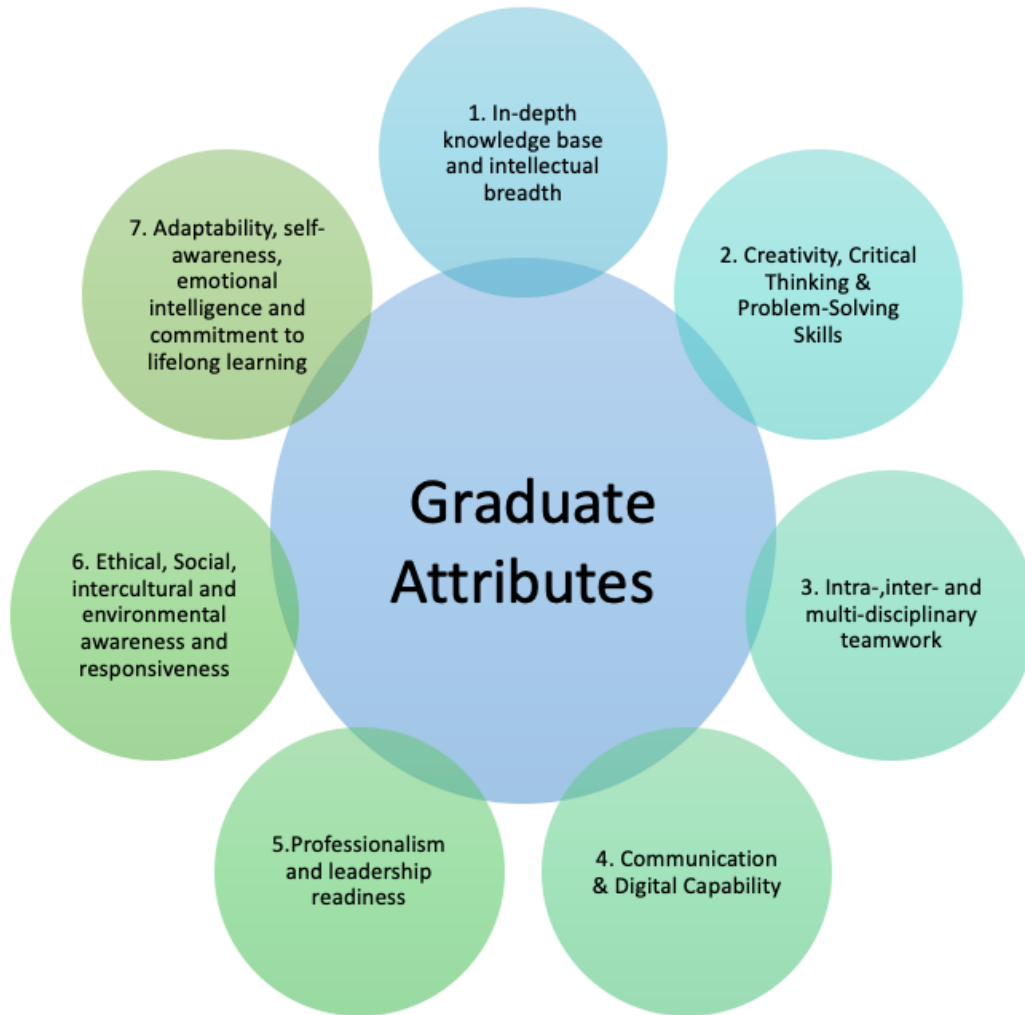 1. In-depth
knowledge base
and intellectual
breadth
2. Creativity, Critical
Thinking &
Problem-Solving
Skills
3. Intra-,inter- and
multi-disciplinary
teamwork
4. Communication
& Digital Capability
5.Professionalism
and leadership
readiness
6. Ethical, Social,
intercultural and
environmental
awareness and
responsiveness
7. Adaptability, self-
awareness,
emotional
intelligence and
commitment to
lifelong learning
Graduate
Attributes